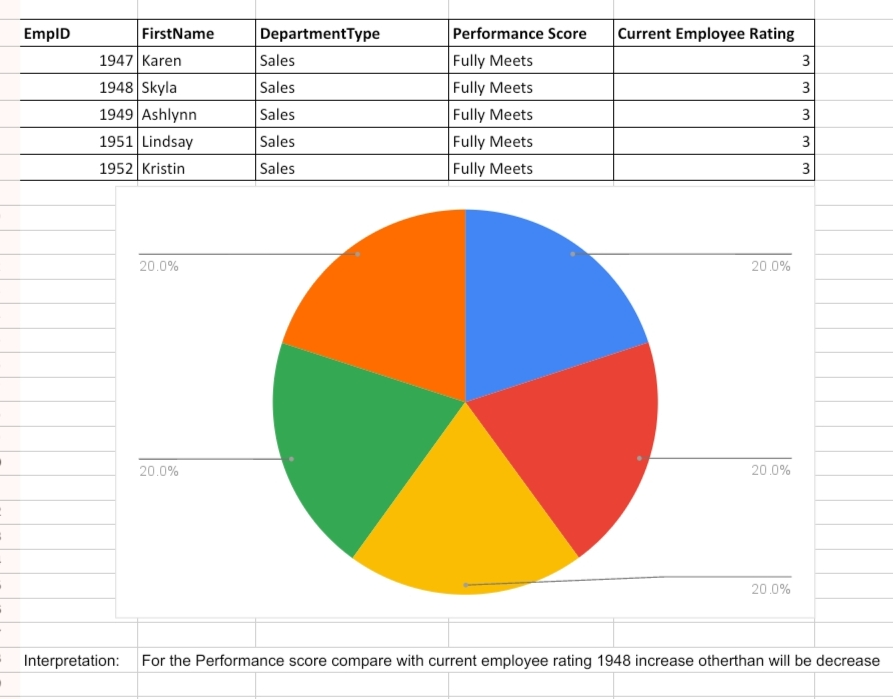 EmpID FirstName DepartmentType Performance Score Current Employee Rating
1947 Karen Sales Fully Meets 3
1948 Skyla Sales Fully Meets 3
1949 Ashlynn Sales Fully Meets 3
1951 Lindsay Sales Fully Meets 3
1952 Kristin Sales Fully Meets 3
20.0% 20.0%
20.0% 20.0%
20.0%
Interpretation: For the Performance score compare with current employee rating 1948 increase otherthan will be decrease